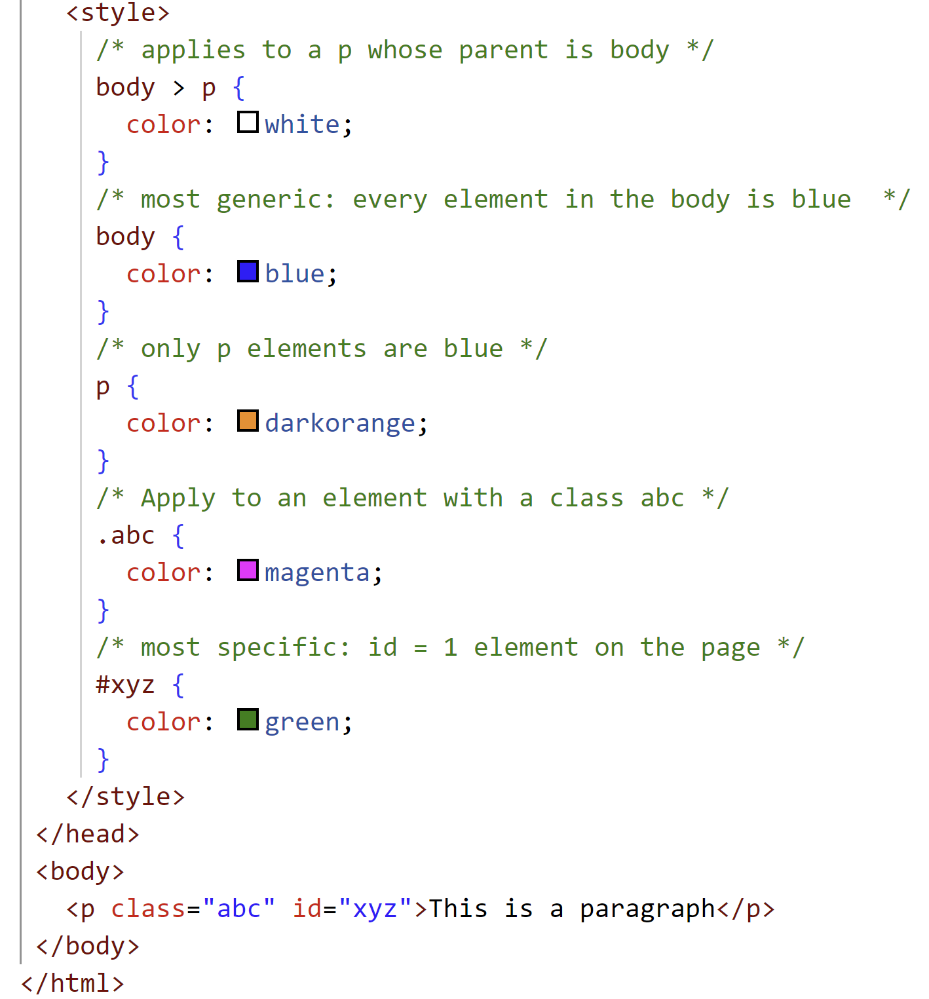 <style>
/* applies to a p whose parent is body */
body > p {
color: white;
}
/* most generic: every element in the body is blue  */
body {
color: blue;
}
/* only p elements are blue */
p {
color: darkorange;
}
/* Apply to an element with a class abc */
.abc {
color: magenta;
}
/* most specific: id = 1 element on the page */
#xyz {
color: green;
}
</style>
</head>
<body>
<p class="abc" id="xyz">This is a paragraph</p>
</body>
</html>